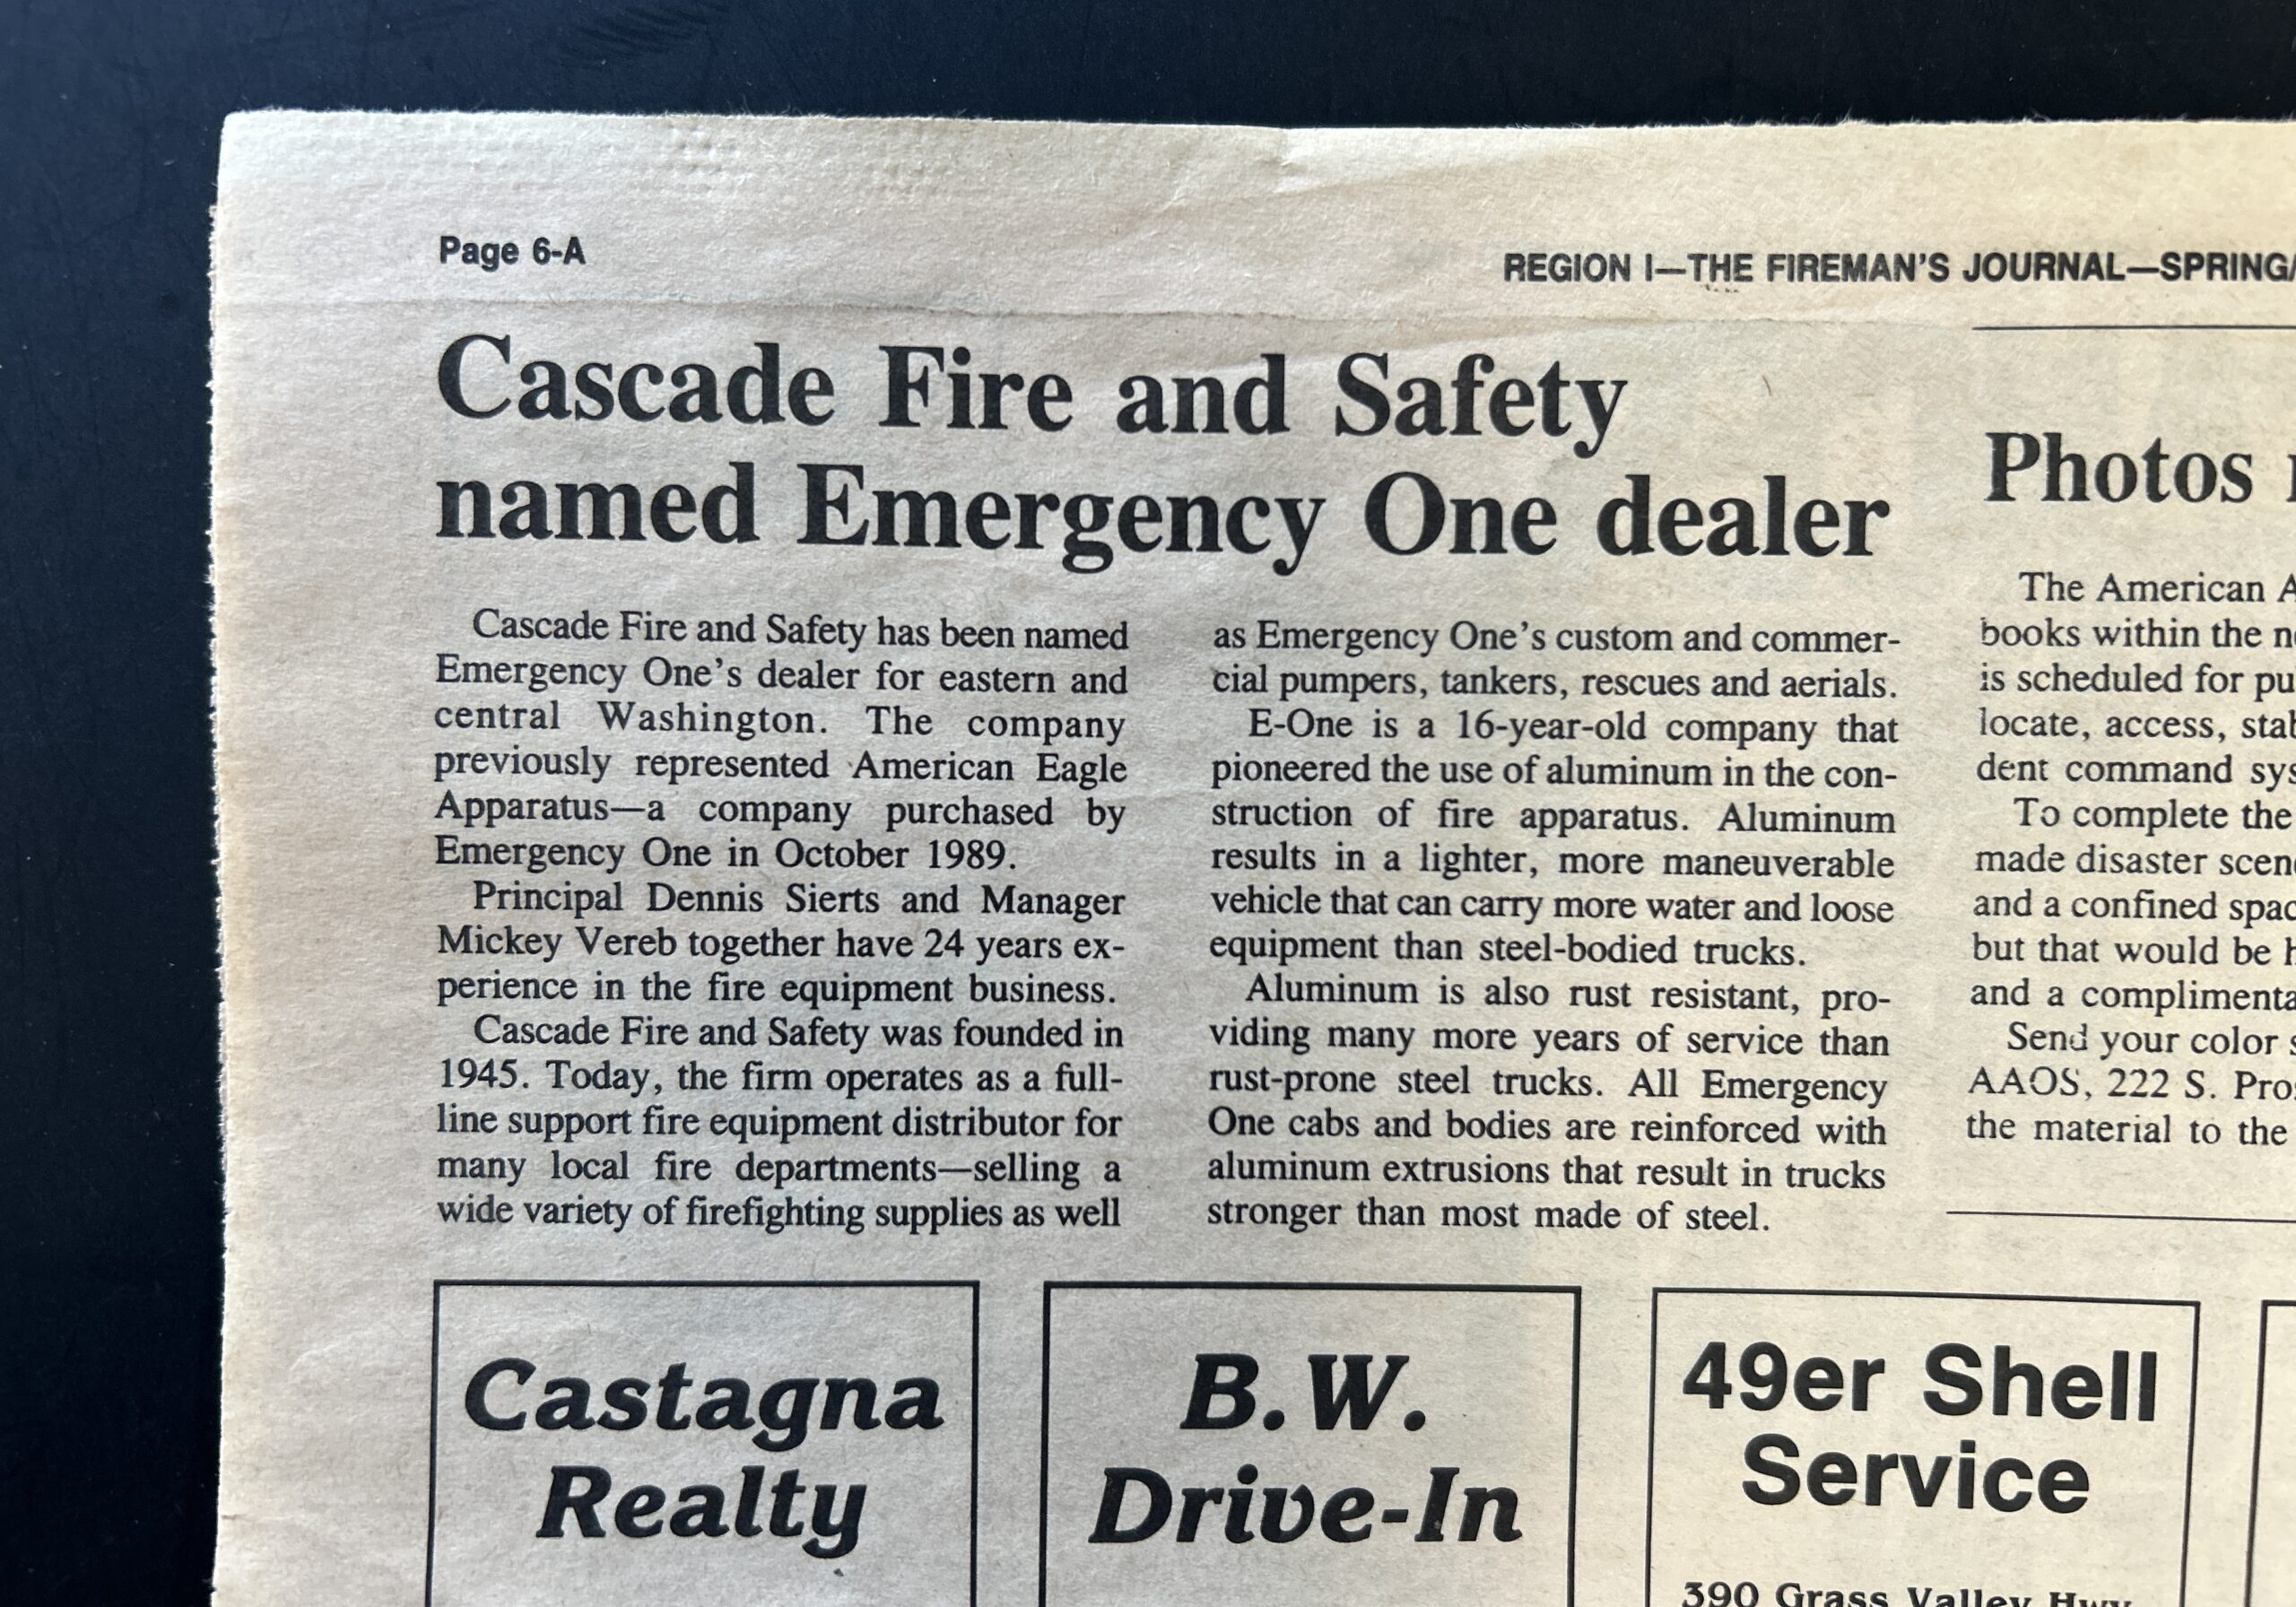 Page 6-A
REGION I—THE FIREMAN'S JOURNAL—SPRING/
Cascade Fire and Safety
named Emergency One dealer
Cascade Fire and Safety has been named
Emergency One's dealer for eastern and
central Washington. The company
previously represented American Eagle
Apparatus—a company purchased by
Emergency One in October 1989.
Principal Dennis Sierts and Manager
Mickey Vereb together have 24 years ex-
perience in the fire equipment business.
Cascade Fire and Safety was founded in
1945. Today, the firm operates as a full-
line support fire equipment distributor for
many local fire departments—selling a
wide variety of firefighting supplies as well
as Emergency One's custom and commer-
cial pumpers, tankers, rescues and aerials.
E-One is a 16-year-old company that
pioneered the use of aluminum in the con-
struction of fire apparatus. Aluminum
results in a lighter, more maneuverable
vehicle that can carry more water and loose
equipment than steel-bodied trucks.
Aluminum is also rust resistant, pro-
viding many more years of service than
rust-prone steel trucks. All Emergency
One cabs and bodies are reinforced with
aluminum extrusions that result in trucks
stronger than most made of steel.
Photos
The American
books within the
is scheduled for
locate, access,
dent command
To complete the
made disaster
and a confined
but that would be
and a
Send your color
AAOS, 222 S.
the material to the
Castagna
Realty
B.W.
Drive-In
49er Shell
Service
390 Grass Valley Hwy